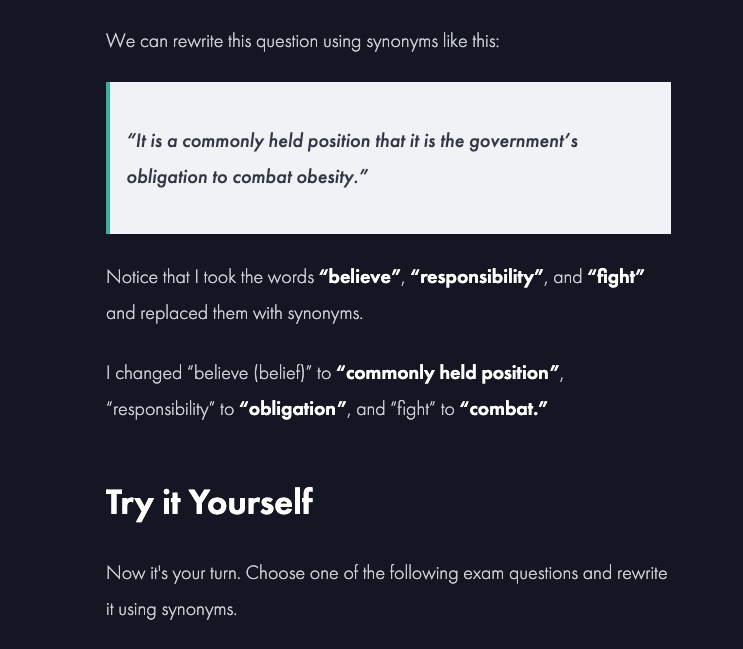 We can rewrite this question using synonyms like this:
“It is a commonly held position that it is the government’s
obligation to combat obesity.”
Notice that I took the words “believe”, “responsibility”, and “fight”
and replaced them with synonyms.
I changed “believe (belief)” to “commonly held position”,
“responsibility” to “obligation”, and “fight” to “combat.”
Try it Yourself
Now it's your turn. Choose one of the following exam questions and rewrite
it using synonyms.